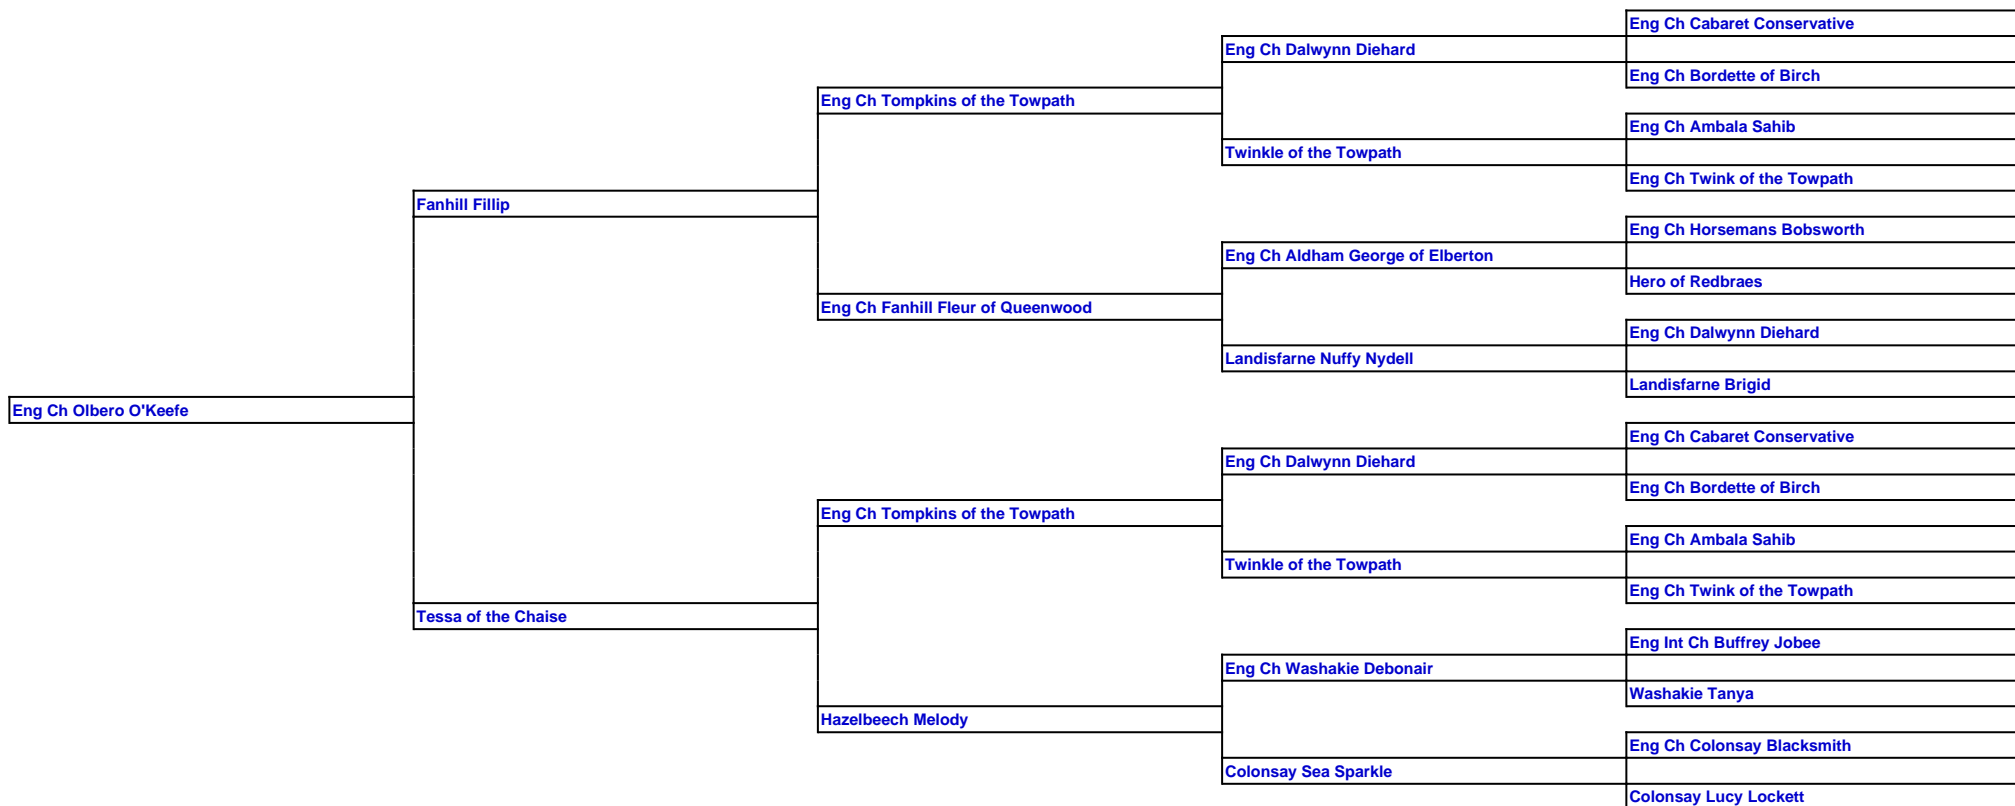 Eng Ch Cabaret Conservative
Eng Ch Dalwynn Diehard
Eng Ch Bordette of Birch
Eng Ch Tompkins of the Towpath
Eng Ch Ambala Sahib
Twinkle of the Towpath
Eng Ch Twink of the Towpath
Fanhill Fillip
Eng Ch Horsemans Bobsworth
Eng Ch Aldham George of Elberton
Hero of Redbraes
Eng Ch Fanhill Fleur of Queenwood
Eng Ch Dalwynn Diehard
Landisfarne Nuffy Nydell
Landisfarne Brigid
Eng Ch Olbero O'Keefe
Eng Ch Cabaret Conservative
Eng Ch Dalwynn Diehard
Eng Ch Bordette of Birch
Eng Ch Tompkins of the Towpath
Eng Ch Ambala Sahib
Twinkle of the Towpath
Eng Ch Twink of the Towpath
Tessa of the Chaise
Eng Int Ch Buffrey Jobee
Eng Ch Washakie Debonair
Washakie Tanya
Hazelbeech Melody
Eng Ch Colonsay Blacksmith
Colonsay Sea Sparkle
Colonsay Lucy Lockett